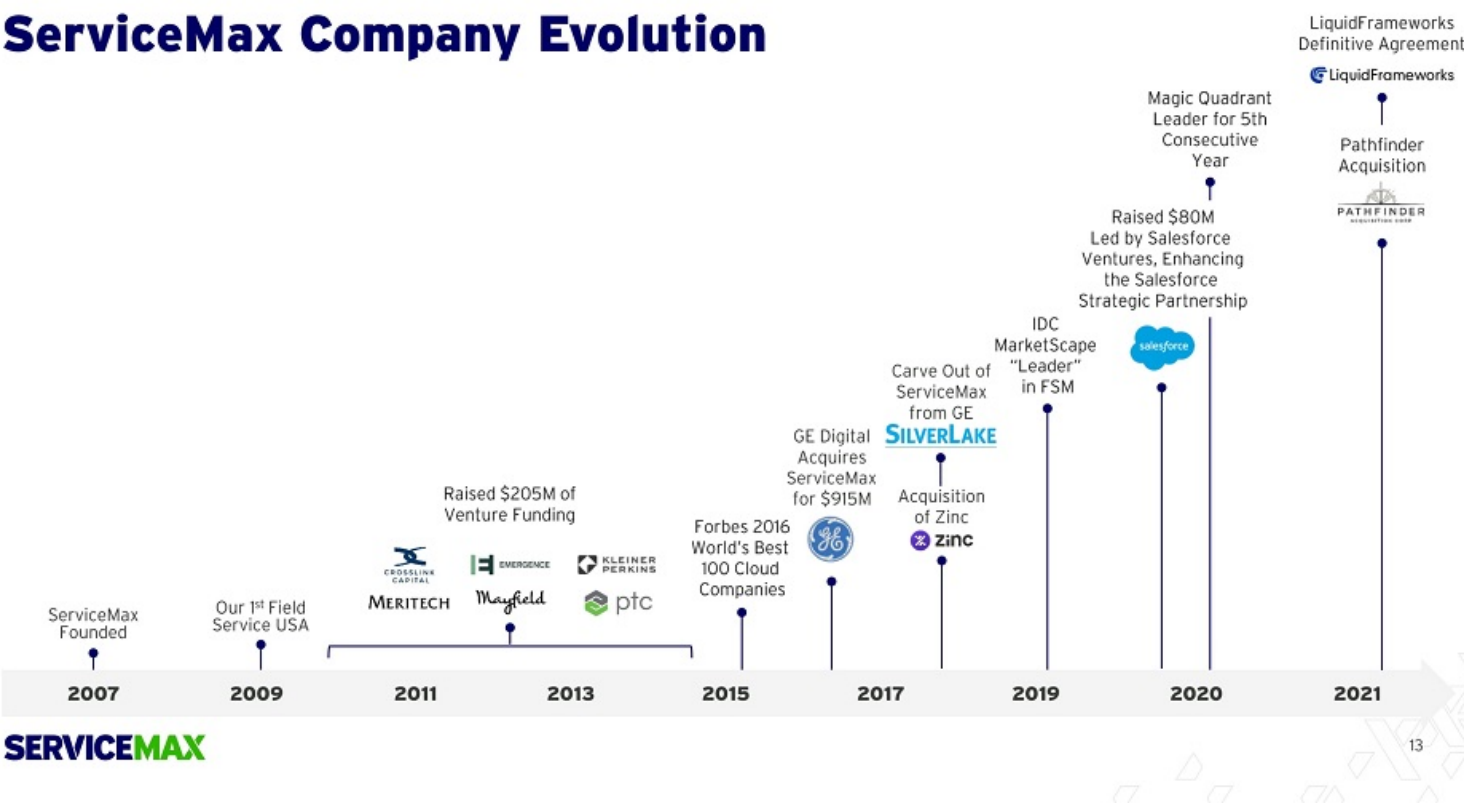 ServiceMax Company Evolution
ServiceMax
Founded
Our 1st Field
Service USA
Raised $205M of
Venture Funding
CROSSLINK
CAPITAL
EMERGENCE
KLEINER
PERKINS
MERITECH
Mayfield
ptc
Forbes 2016
World's Best
100 Cloud
Companies
GE Digital
Acquires
ServiceMax
for $915M
GE
Carve Out of
ServiceMax
from GE
SILVERLAKE
Acquisition
of Zinc
zinc
IDC
MarketScape
“Leader”
in FSM
Raised $80M
Led by Salesforce
Ventures, Enhancing
the Salesforce
Strategic Partnership
salesforce
Magic Quadrant
Leader for 5th
Consecutive
Year
LiquidFrameworks
Definitive Agreement
LiquidFrameworks
Pathfinder
Acquisition
PATHFINDER
ACQUISITION CORP
2007
2009
2011
2013
2015
2017
2019
2020
2021
SERVICEMAX
13